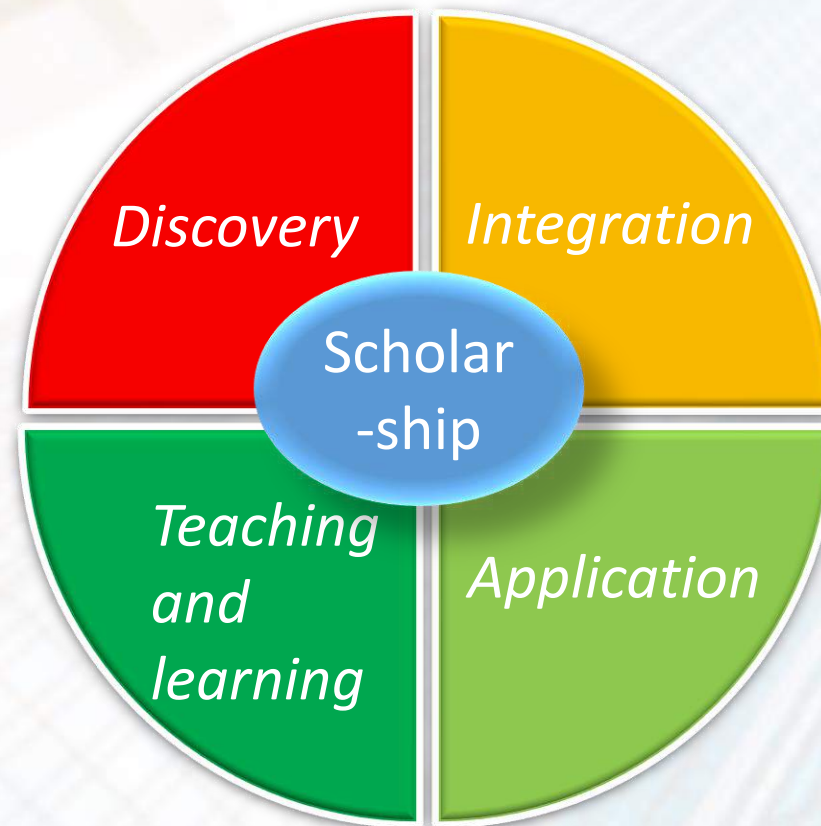 Discovery
Integration
Scholar
-ship
Teaching
and
learning
Application